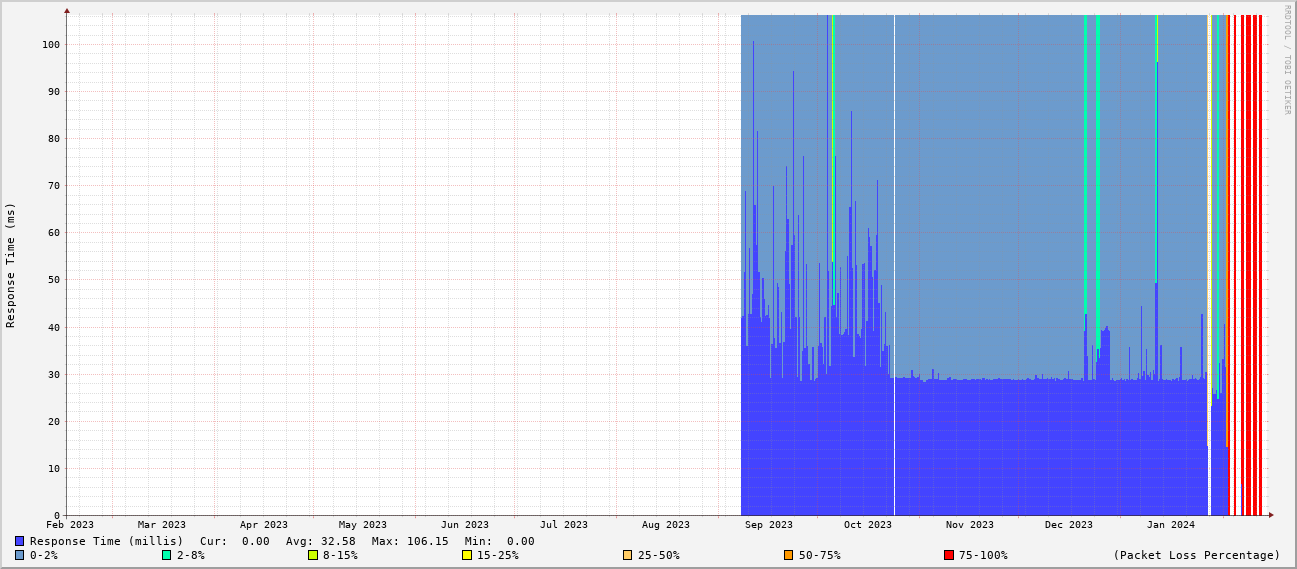 RRDTOOL / TOBI OETIKER
Response Time (ms)
100
90
80
70
60
50
40
30
20
10
0
Feb 2023 Mar 2023 Apr 2023 May 2023 Jun 2023 Jul 2023 Aug 2023 Sep 2023 Oct 2023 Nov 2023 Dec 2023 Jan 2024
Response Time (millis) Cur: 0.00 Avg: 32.58 Max: 106.15 Min: 0.00
0-2% 2-8% 8-15% 15-25% 25-50% 50-75% 75-100% (Packet Loss Percentage)